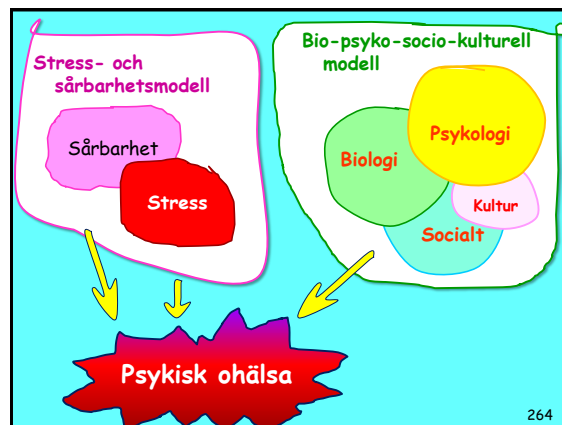 Stress- och
sårbarhetsmodell
Sårbarhet
Stress
Bio-psyko-socio-kulturell
modell
Psykologi
Biologi
Kultur
Socialt
Psykisk ohälsa
264